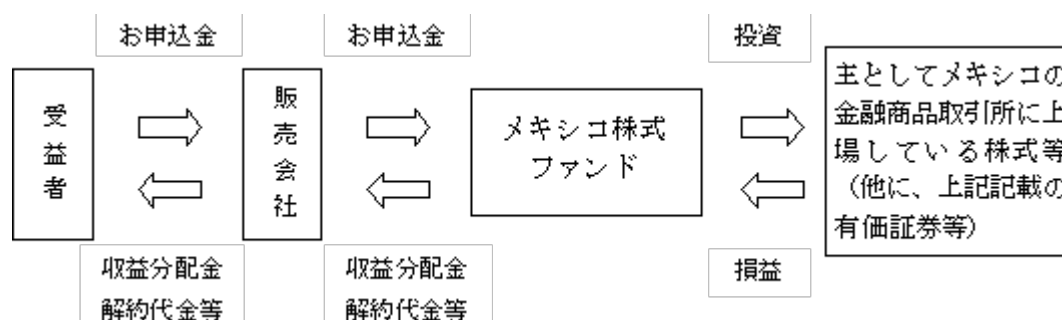 お申込金
お申込金
投資
受益者
販売会社
メキシコ株式
ファンド
主としてメキシコの
金融商品取引所に上
場している株式等
（他に、上記記載の
有価証券等）
収益分配金
解約代金等
収益分配金
解約代金等
損益